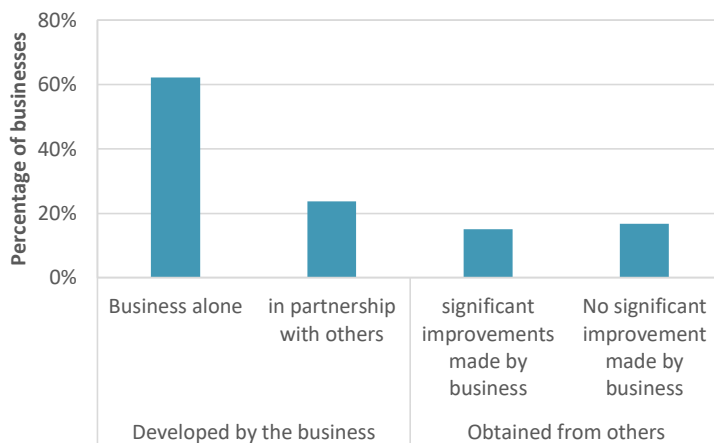 Percentage of businesses
80%
60%
40%
20%
0%
Business alone
in partnership
with others
significant
improvements
made by
business
No significant
improvement
made by
business
Developed by the business
Obtained from others